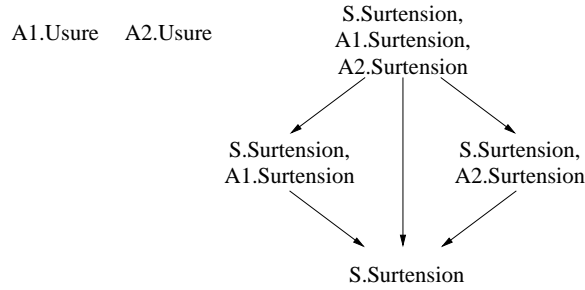 A1.Usure A2.Usure
S.Surtension,
A1.Surtension,
A2.Surtension
S.Surtension,
A1.Surtension
S.Surtension,
A2.Surtension
S.Surtension